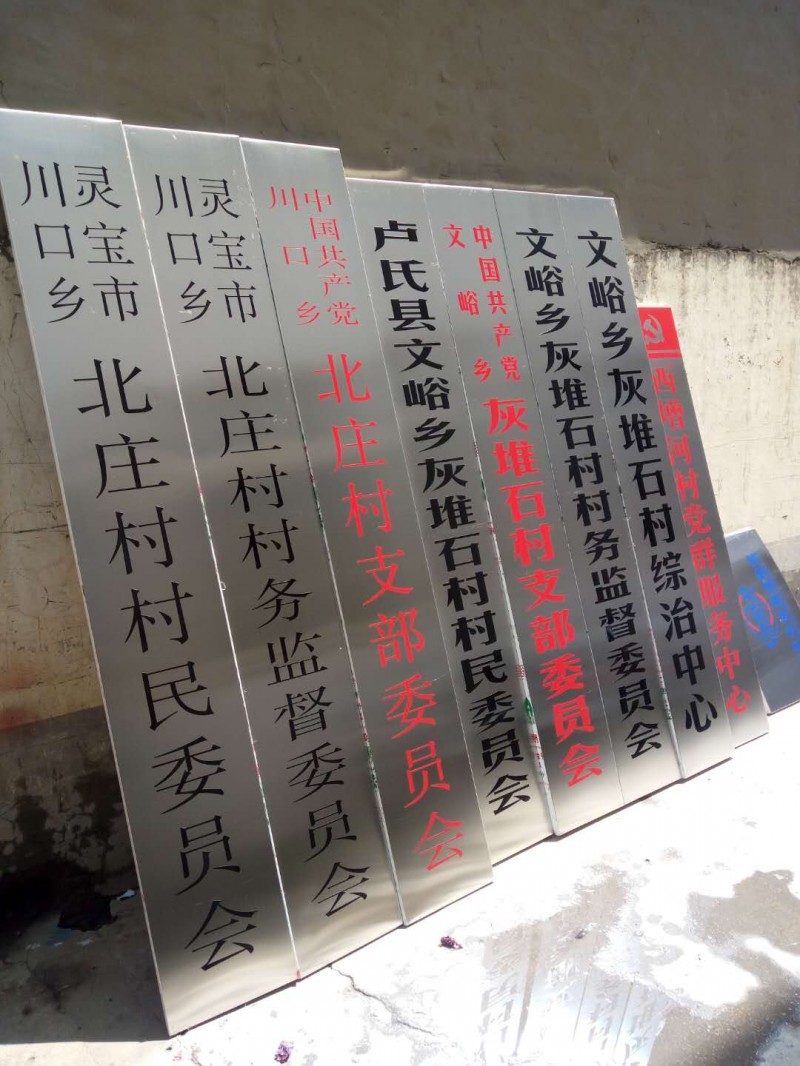 灵宝市
川口乡
北庄村村民委员会
灵宝市
川口乡
北庄村村务监督委员会
中国共产党
川口乡
北庄村支部委员会
卢氏县文峪乡灰堆石村村民委员会
中国共产党
文峪乡
灰堆石村支部委员会
文峪乡灰堆石村村务监督委员会
文峪乡灰堆石村综治中心
西增河村党群服务中心